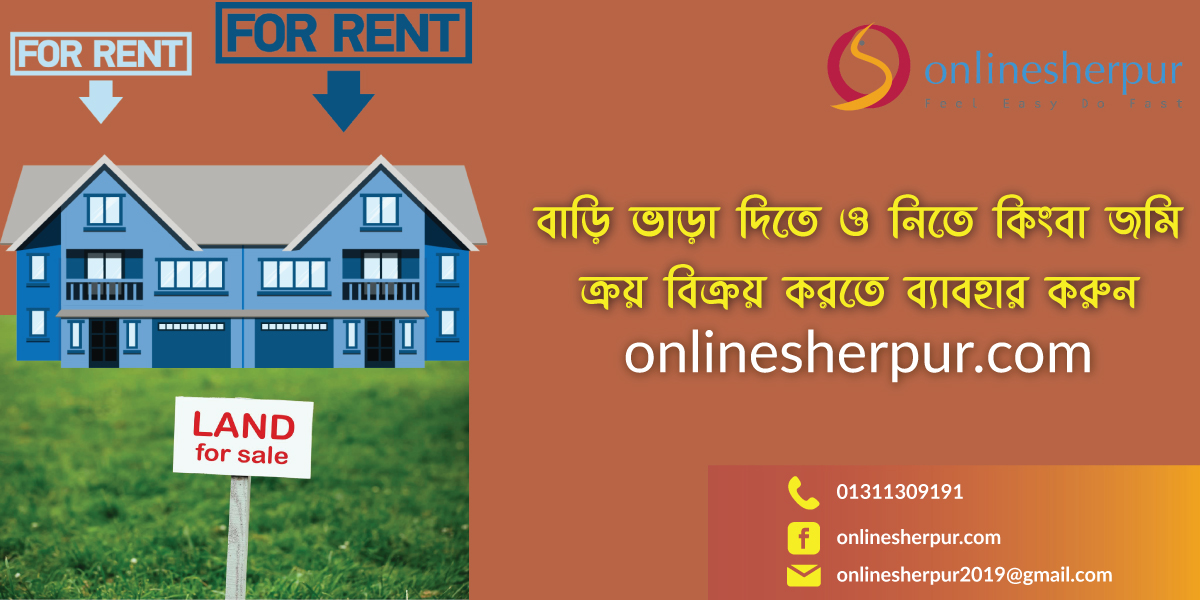 FOR RENT
FOR RENT
onlinesherpur
Feel Easy Do Fast
বাড়ি ভাড়া দিতে ও নিতে কিংবা জমি
ক্রয় বিক্রয় করতে ব্যাবহার করুন
onlinesherpur.com
LAND
for sale
01311309191
onlinesherpur.com
onlinesherpur2019@gmail.com